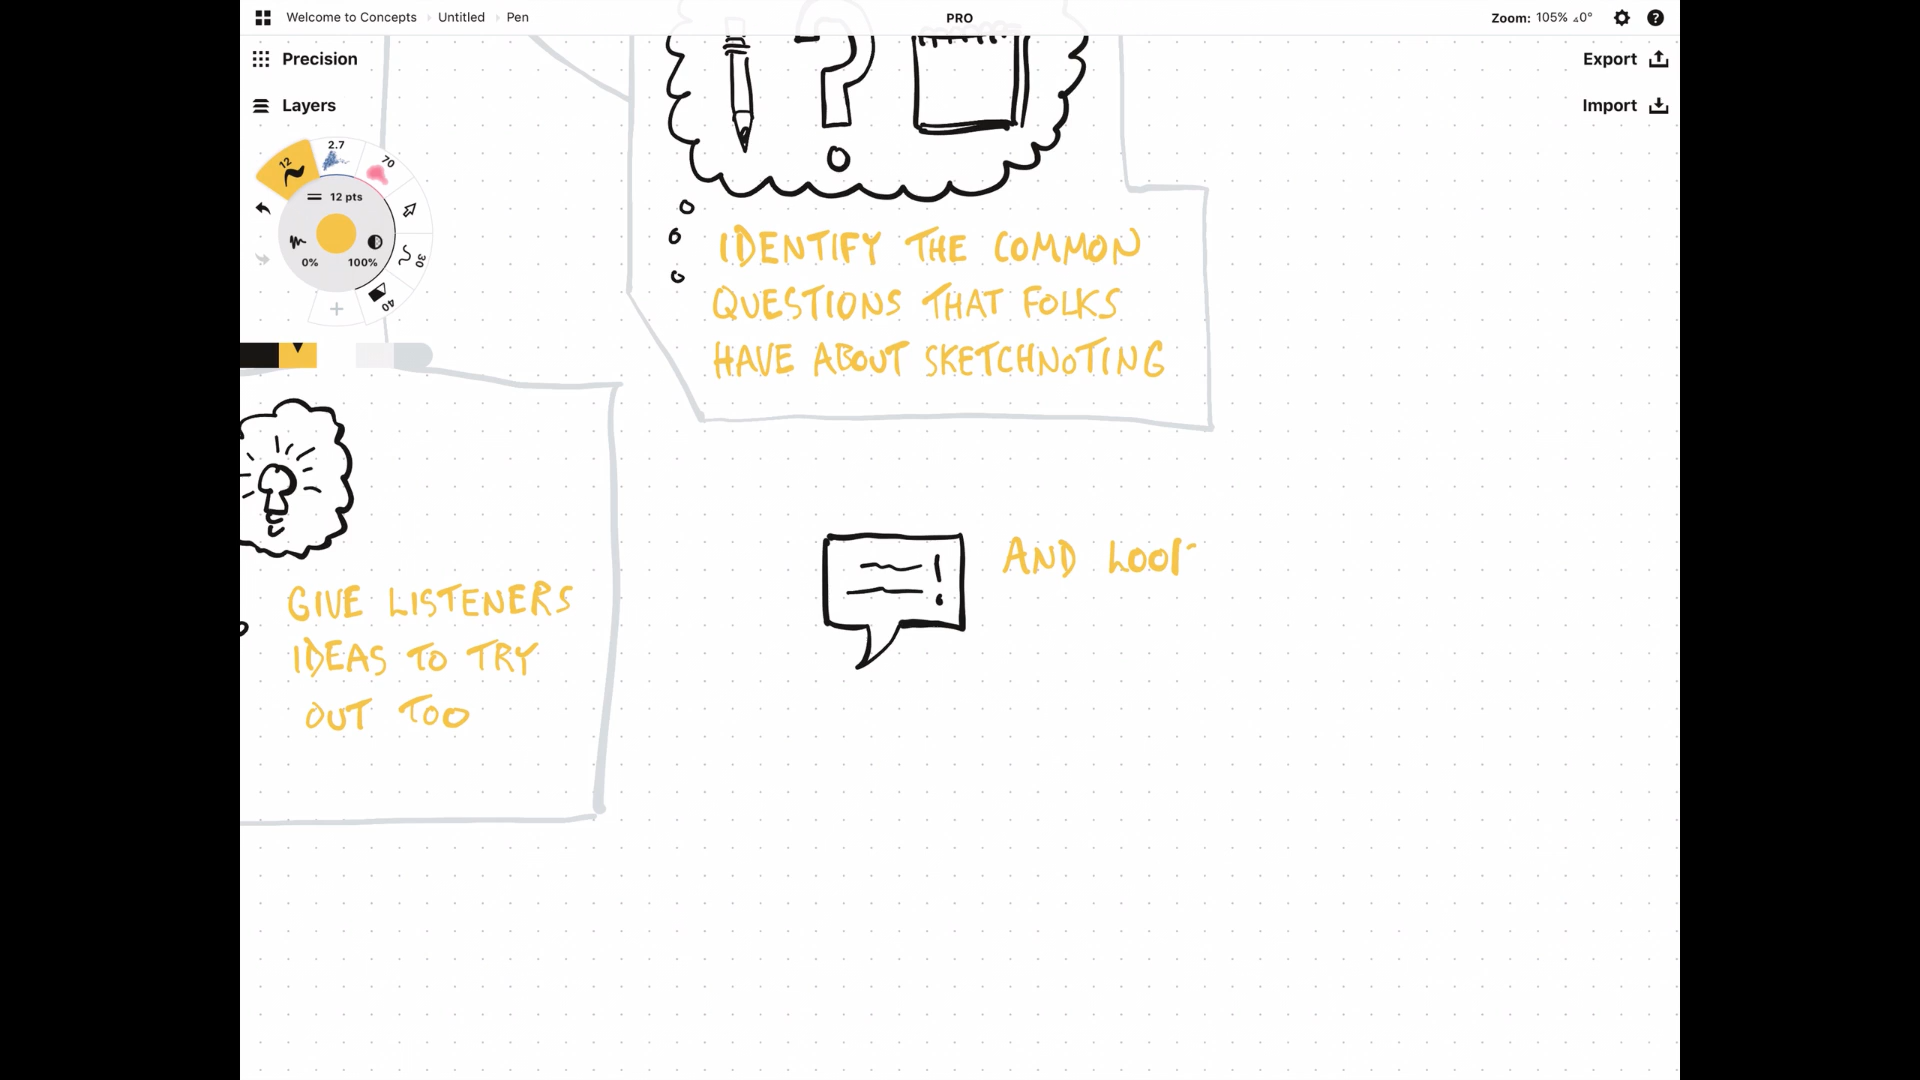 Welcome to Concepts
Untitled
Pen
PRO
Zoom: 105% ⊿0°
Precision
Export
Layers
Import
12
2.7
70
12 pts
0%
100%
30
40
IDENTIFY THE COMMON
QUESTIONS THAT FOLKS
HAVE ABOUT SKETCHNOTING
AND
GIVE LISTENERS
IDEAS TO TRY
OUT TOO